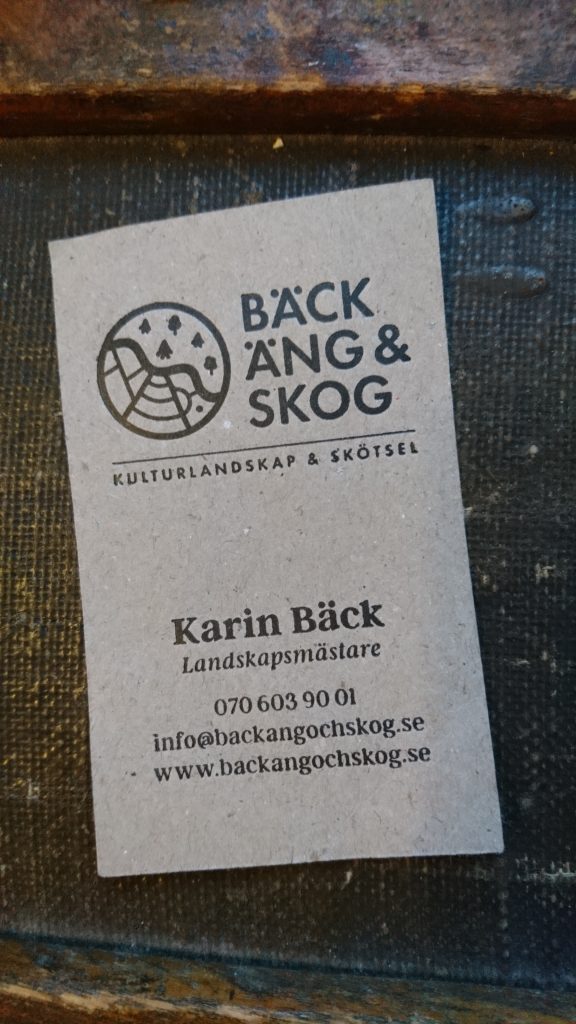 BÄCK
ÄNG &
SKOG
KULTURLANDSKAP & SKÖTSEL
Karin Bäck
Landskapsmästare
070 603 90 01
info@backangochskog.se
www.backangochskog.se